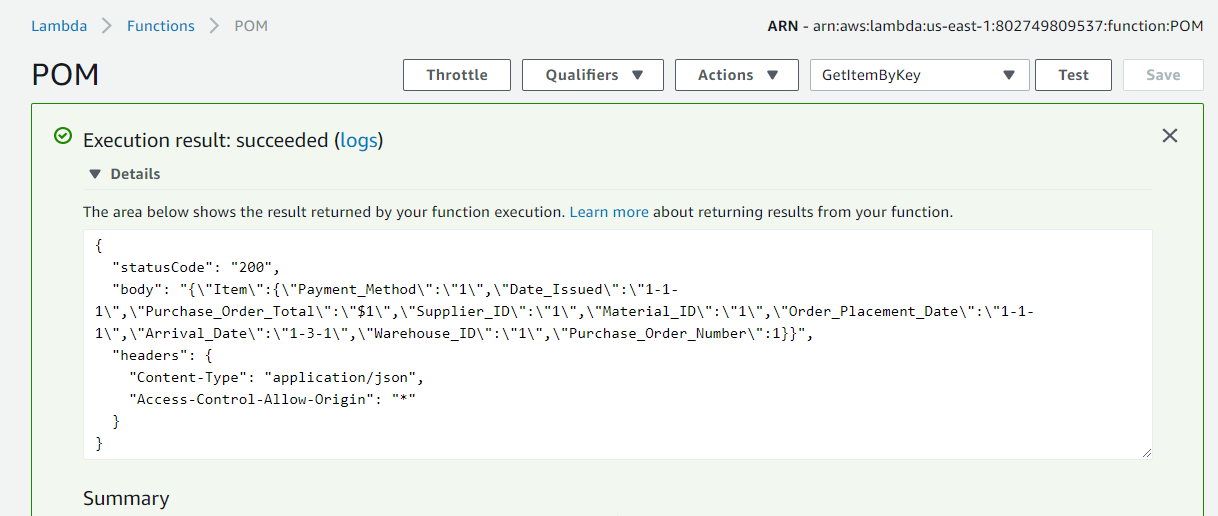 Lambda > Functions > POM
ARN - arn:aws:lambda:us-east-1:802749809537:function:POM
POM
Throttle Qualifiers Actions GetItemByKey Test Save
Execution result: succeeded (logs)
Details
The area below shows the result returned by your function execution. Learn more about returning results from your function.
{
"statusCode": "200",
"body": "{\"Item\":{\"Payment_Method\":\"1\",\"Date_Issued\":\"1-1-
1\",\"Purchase_Order_Total\":\"$1\",\"Supplier_ID\":\"1\",\"Material_ID\":\"1\",\"Order_Placement_Date\":\"1-1-
1\",\"Arrival_Date\":\"1-3-1\",\"Warehouse_ID\":\"1\",\"Purchase_Order_Number\":1}}",
"headers": {
"Content-Type": "application/json",
"Access-Control-Allow-Origin": "*"
}
}
Summary